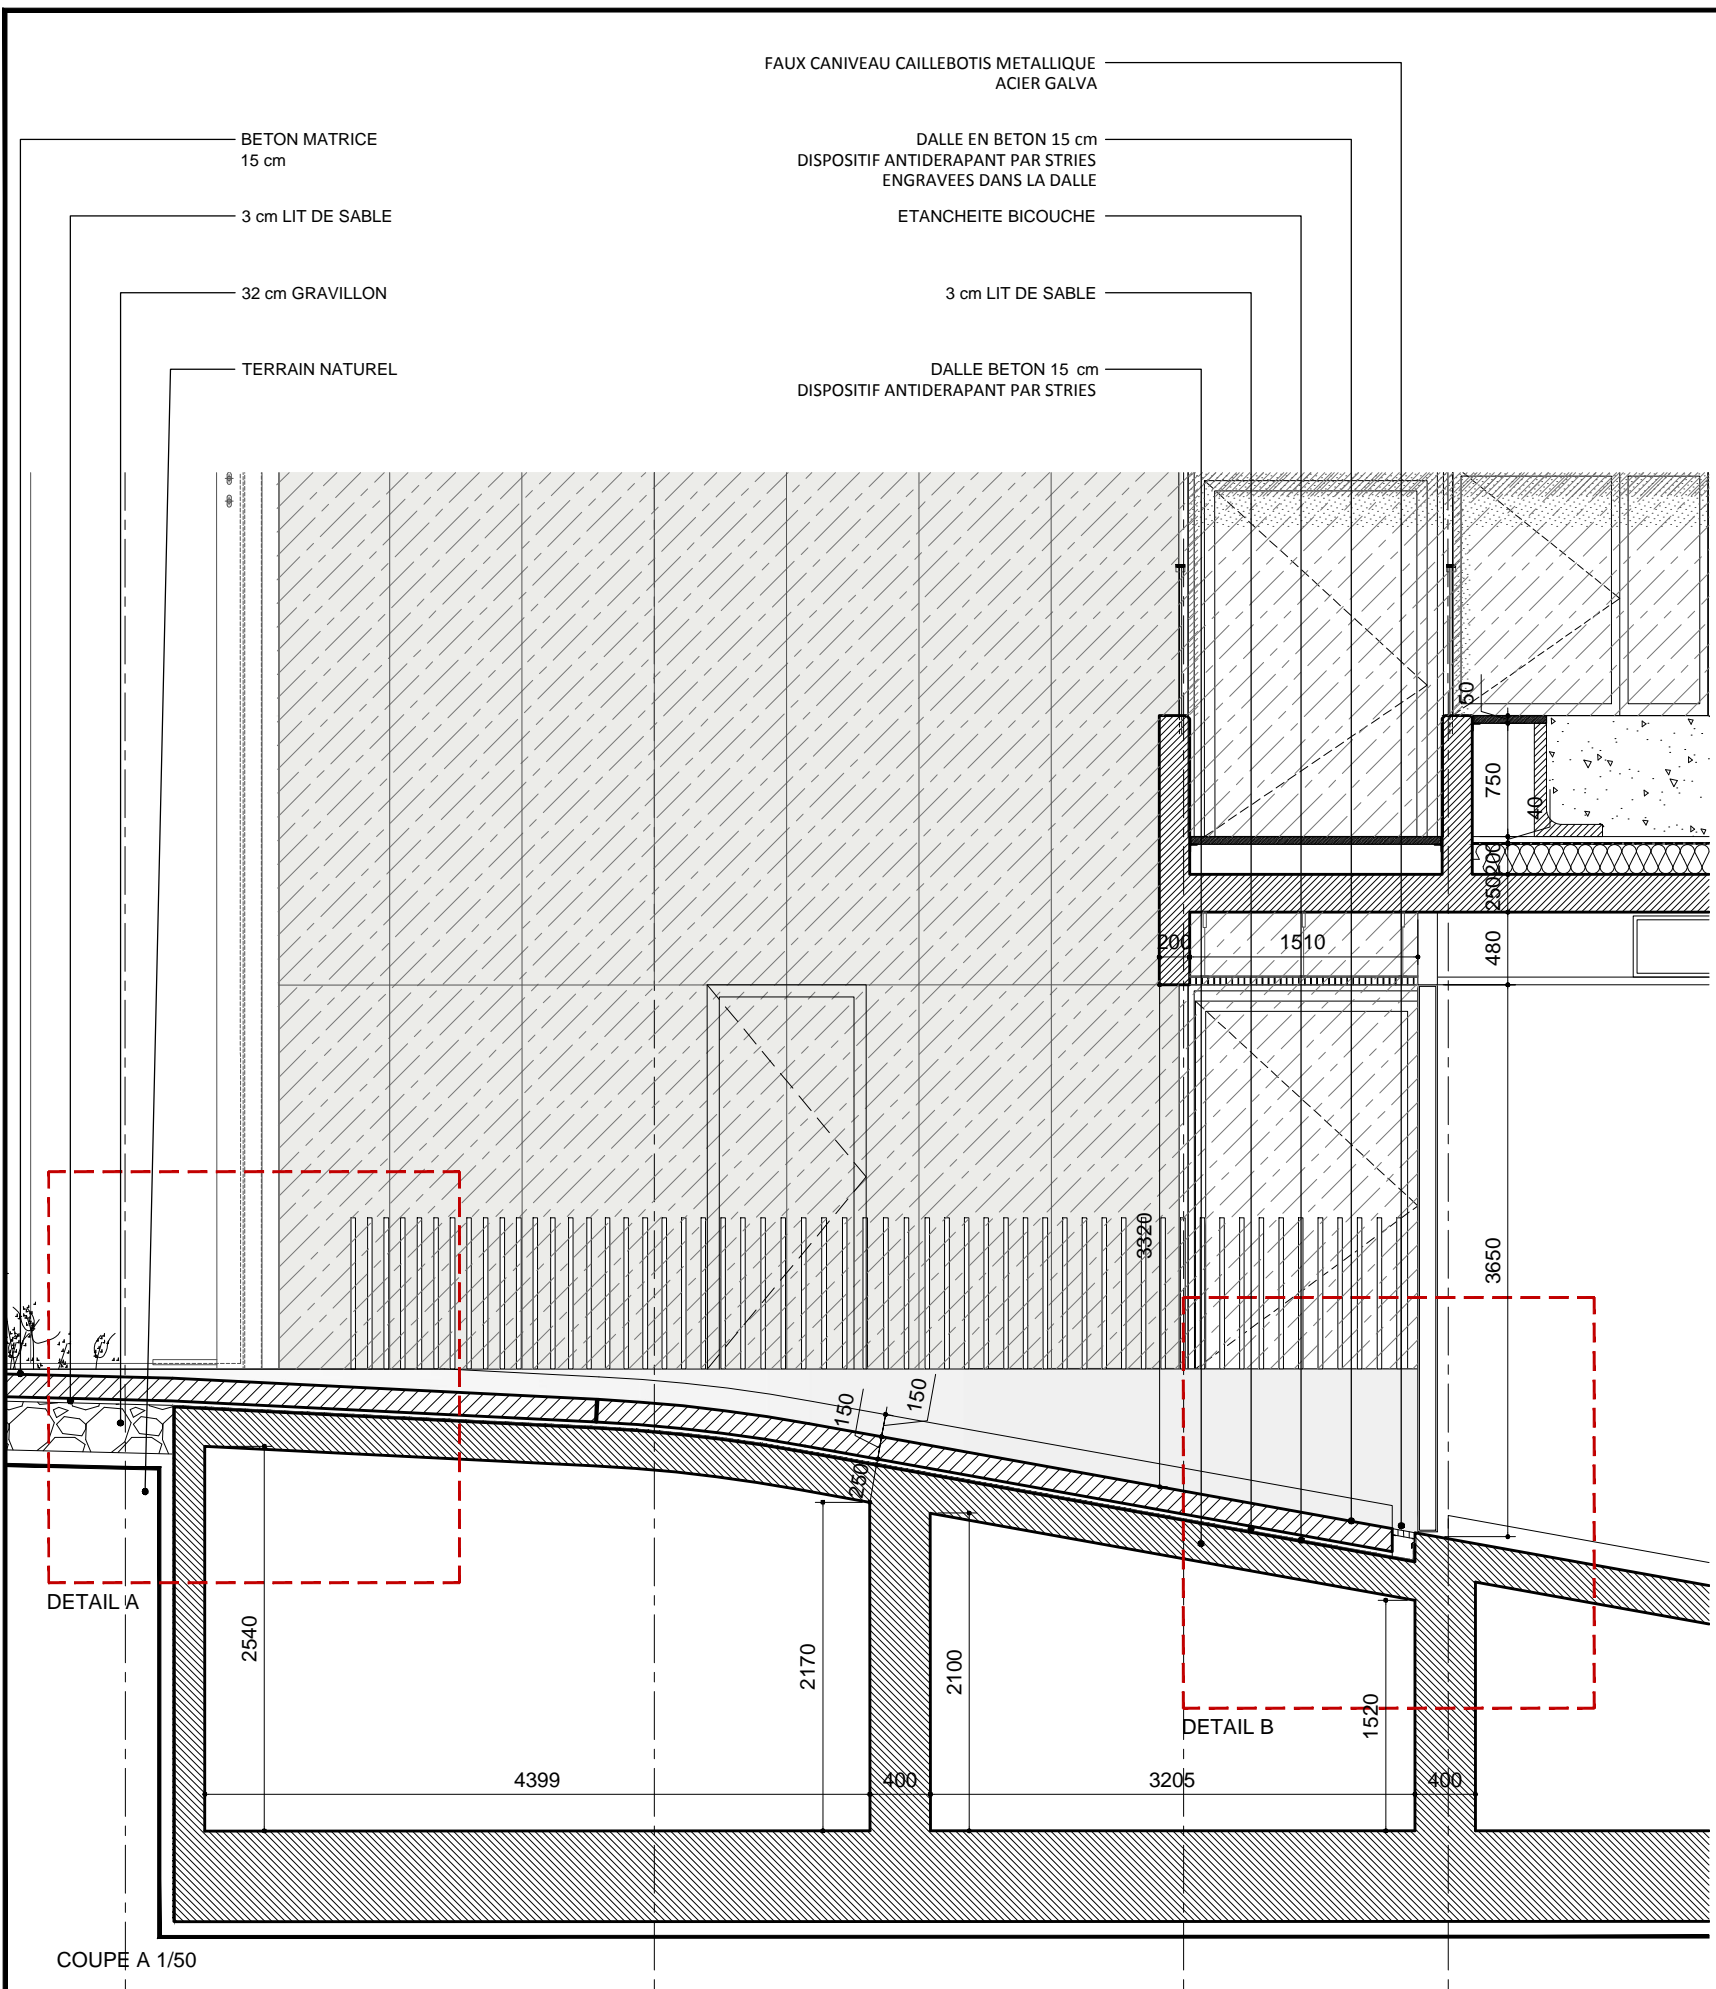 FAUX CANIVEAU CAILLEBOTIS METALLIQUE
ACIER GALVA
BETON MATRICE
15 cm
DALLE EN BETON 15 cm
DISPOSITIF ANTIDERAPANT PAR STRIES
ENGRAVEES DANS LA DALLE
3 cm LIT DE SABLE
ETANCHEITE BICOUCHE
32 cm GRAVILLON
3 cm LIT DE SABLE
TERRAIN NATUREL
DALLE BETON 15 cm
DISPOSITIF ANTIDERAPANT PAR STRIES
50
750
40
200
250
200
1510
480
3320
3650
150
150
250
DETAIL A
2540
2170
2100
1520
DETAIL B
4399
400
3205
400
COUPE A 1/50